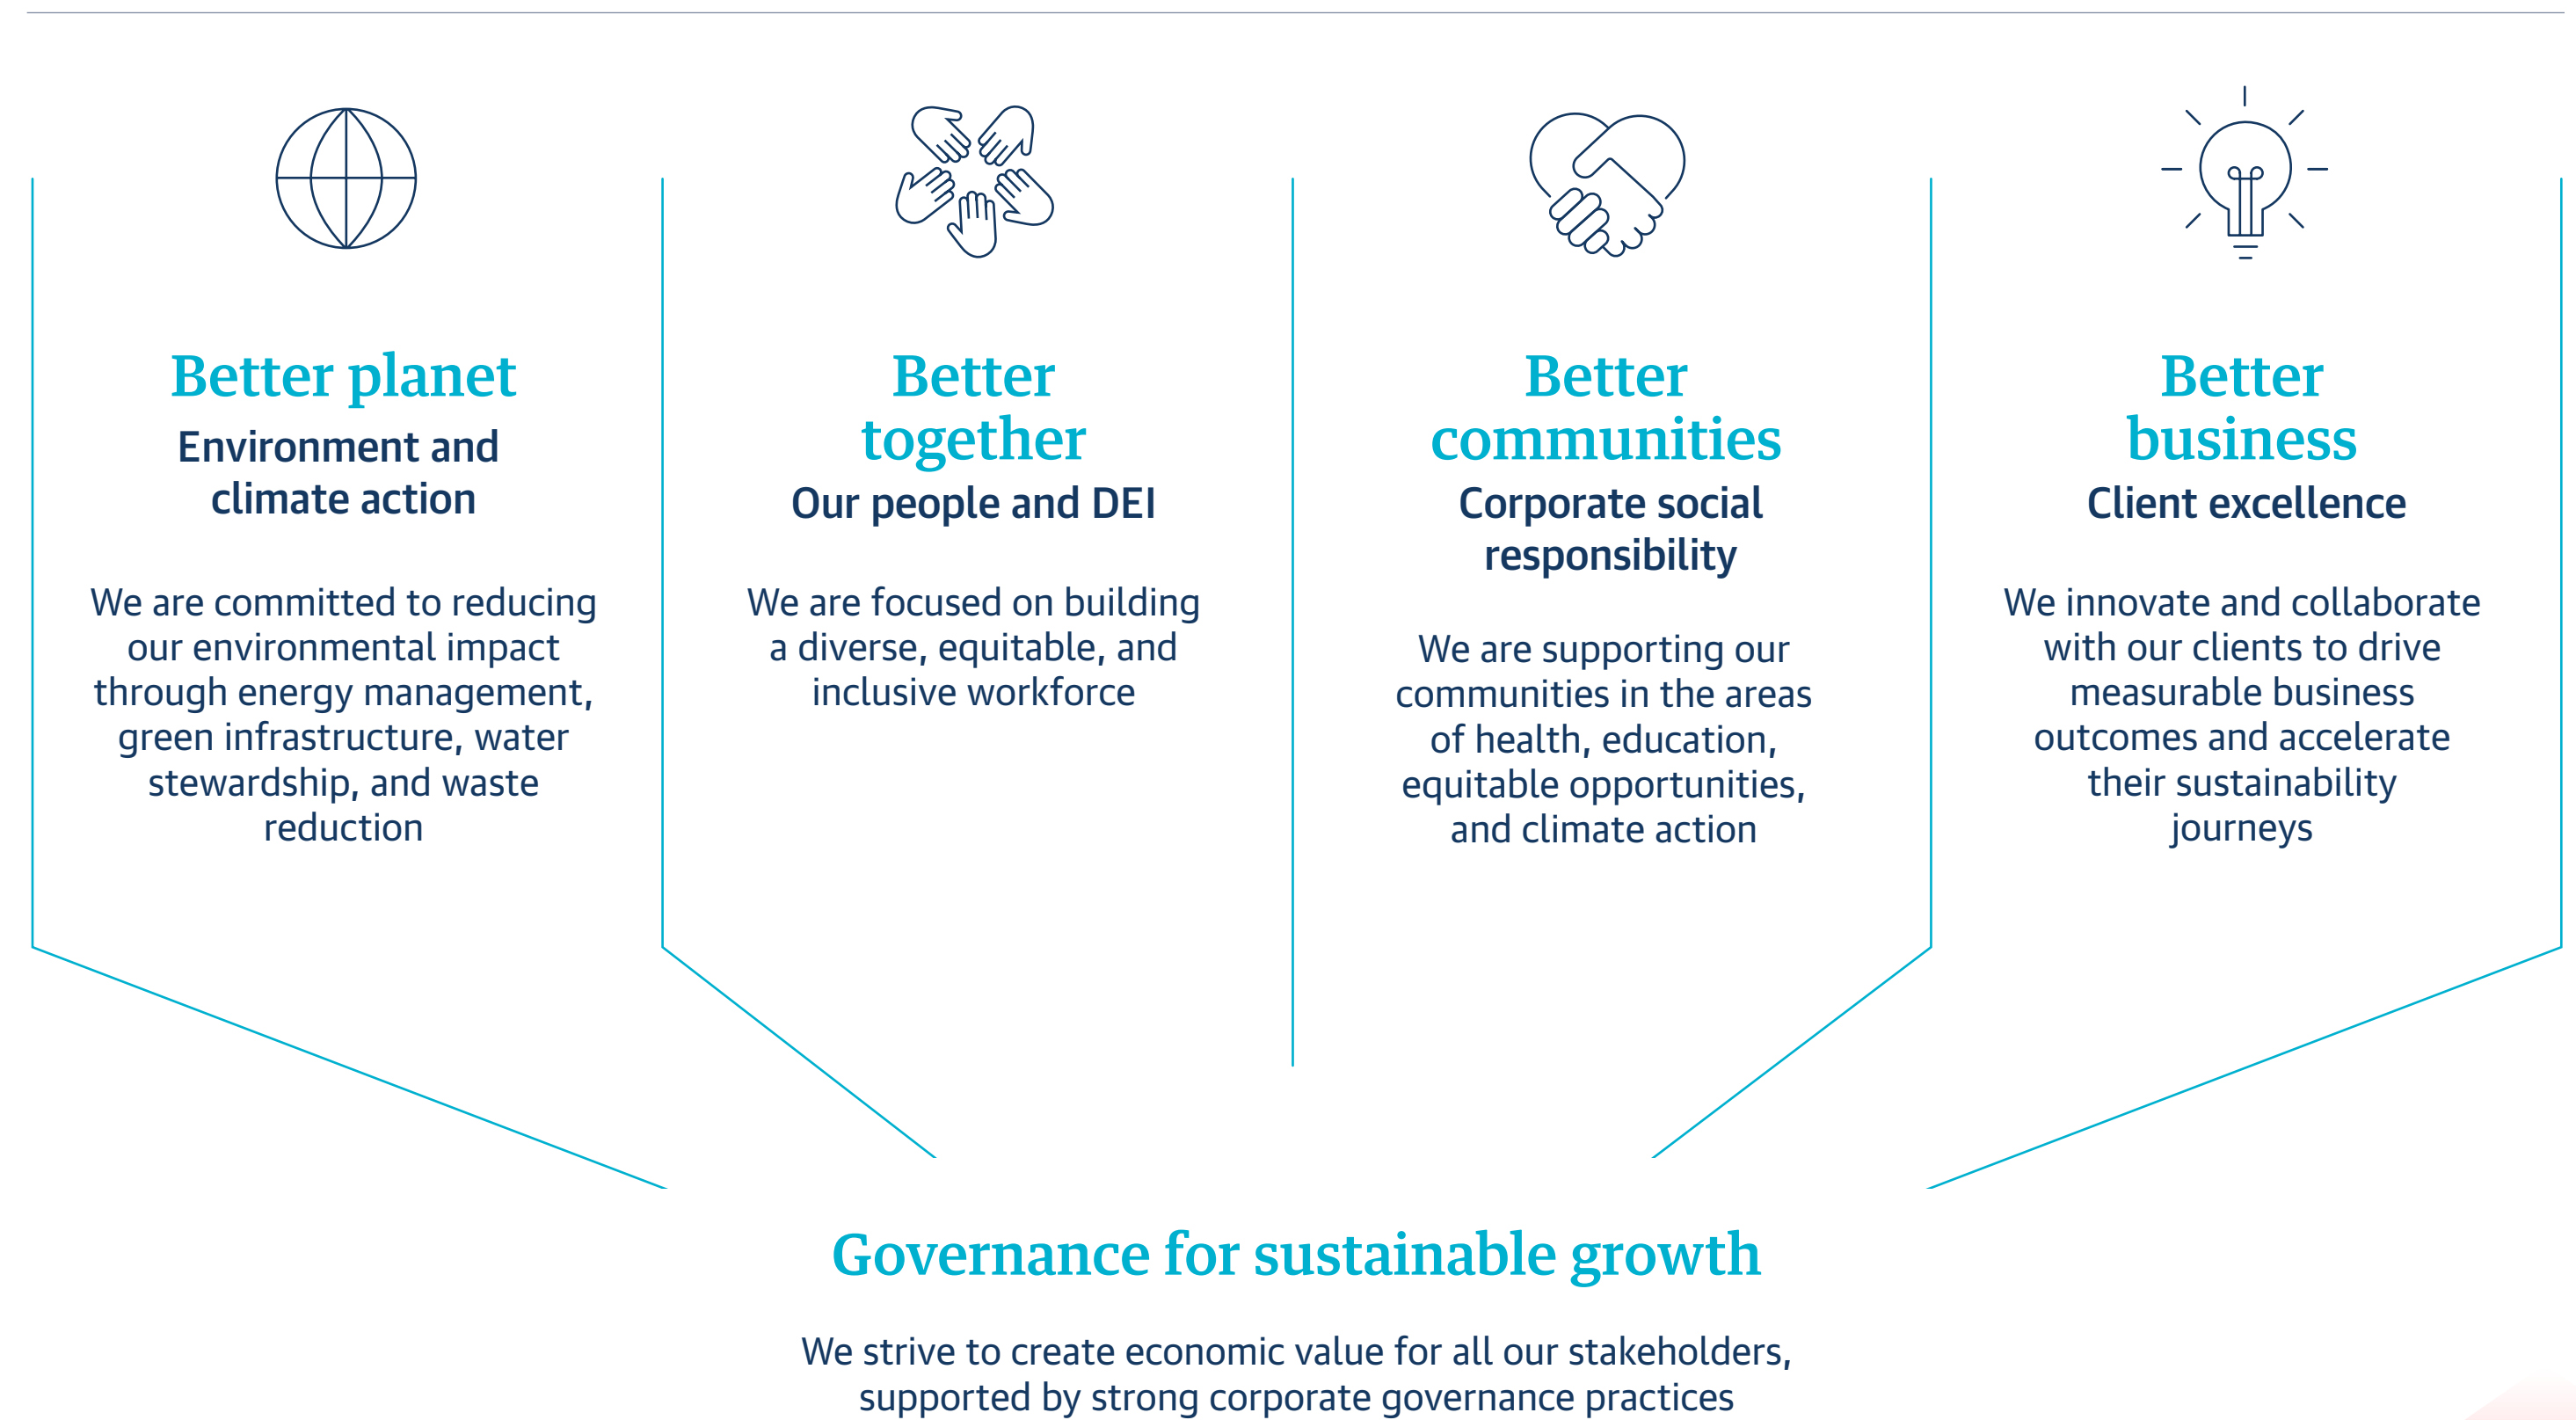 Better planet
Environment and
climate action
We are committed to reducing
our environmental impact
through energy management,
green infrastructure, water
stewardship, and waste
reduction
Better
together
Our people and DEI
We are focused on building
a diverse, equitable, and
inclusive workforce
Better
communities
Corporate social
responsibility
We are supporting our
communities in the areas
of health, education,
equitable opportunities,
and climate action
Better
business
Client excellence
We innovate and collaborate
with our clients to drive
measurable business
outcomes and accelerate
their sustainability
journeys
Governance for sustainable growth
We strive to create economic value for all our stakeholders,
supported by strong corporate governance practices